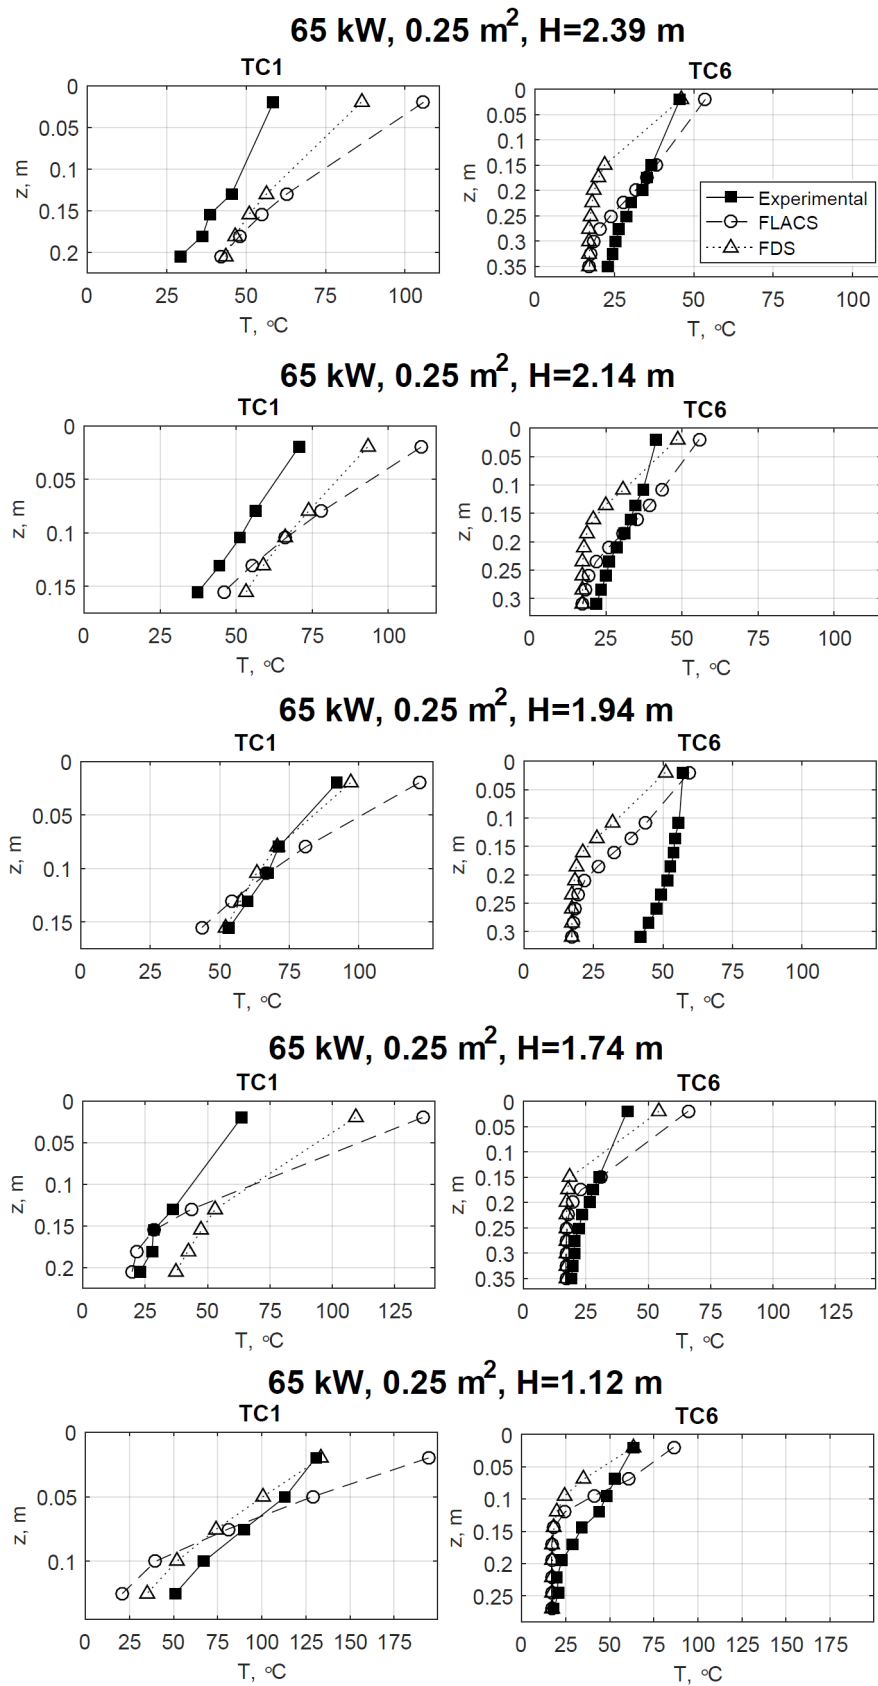 65 kW, 0.25 m², H=2.39 m
TC1
TC6
0
0.05
0.1
0.15
0.2
z, m
0 25 50 75 100
T, °C
0
0.05
0.1
0.15
0.2
0.25
0.3
0.35
z, m
Experimental
FLACS
FDS
0 25 50 75 100
T, °C
65 kW, 0.25 m², H=2.14 m
TC1
TC6
0
0.05
0.1
0.15
z, m
0 25 50 75 100
T, °C
0
0.05
0.1
0.15
0.2
0.25
0.3
z, m
0 25 50 75 100
T, °C
65 kW, 0.25 m², H=1.94 m
TC1
TC6
0
0.05
0.1
0.15
z, m
0 25 50 75 100
T, °C
0
0.05
0.1
0.15
0.2
0.25
0.3
z, m
0 25 50 75 100
T, °C
65 kW, 0.25 m², H=1.74 m
TC1
TC6
0
0.05
0.1
0.15
0.2
z, m
0 25 50 75 100 125
T, °C
0
0.05
0.1
0.15
0.2
0.25
0.3
0.35
z, m
0 25 50 75 100 125
T, °C
65 kW, 0.25 m², H=1.12 m
TC1
TC6
0
0.05
0.1
z, m
0 25 50 75 100 125 150 175
T, °C
0
0.05
0.1
0.15
0.2
0.25
z, m
0 25 50 75 100 125 150 175
T, °C